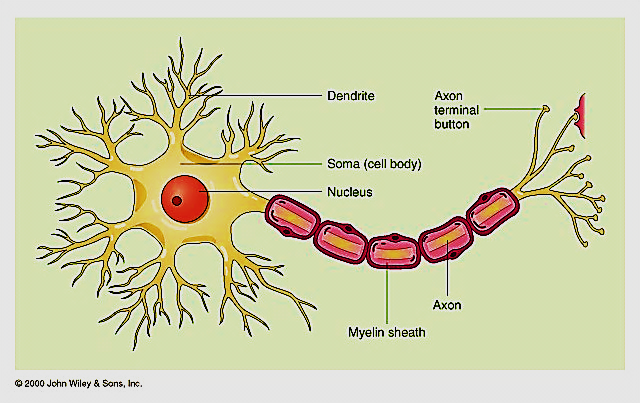 Dendrite
Axon
terminal
button
Soma (cell body)
Nucleus
Axon
Myelin sheath
© 2000 John Wiley & Sons, Inc.